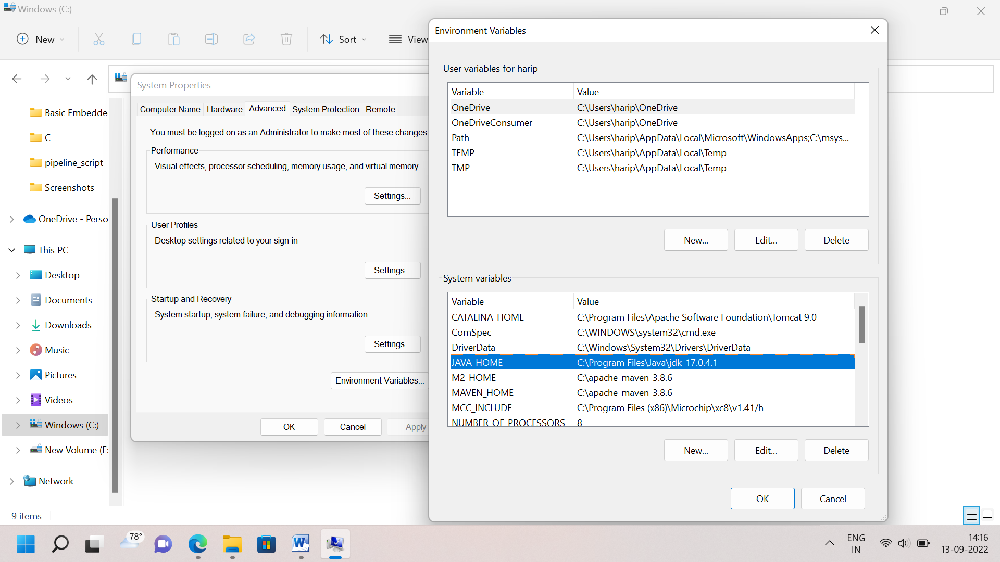 Windows (C:)
New
Sort
View
Basic Embedde
C
pipeline_script
Screenshots
OneDrive - Perso
This PC
Desktop
Documents
Downloads
Music
Pictures
Videos
Windows (C:)
New Volume (E:
Network
9 items
System Properties
Computer Name Hardware Advanced System Protection Remote
You must be logged on as an Administrator to make most of these changes.
Performance
Visual effects, processor scheduling, memory usage, and virtual memory
Settings...
User Profiles
Desktop settings related to your sign-in
Settings...
Startup and Recovery
System startup, system failure, and debugging information
Settings...
Environment Variables...
OK Cancel Apply
Environment Variables
User variables for harip
Variable Value
OneDrive C:\Users\harip\OneDrive
OneDriveConsumer C:\Users\harip\OneDrive
Path C:\Users\harip\AppData\Local\Microsoft\WindowsApps;C:\msys...
TEMP C:\Users\harip\AppData\Local\Temp
TMP C:\Users\harip\AppData\Local\Temp
New... Edit... Delete
System variables
Variable Value
CATALINA_HOME C:\Program Files\Apache Software Foundation\Tomcat 9.0
ComSpec C:\WINDOWS\system32\cmd.exe
DriverData C:\Windows\System32\Drivers\DriverData
JAVA_HOME C:\Program Files\Java\jdk-17.0.4.1
M2_HOME C:\apache-maven-3.8.6
MAVEN_HOME C:\apache-maven-3.8.6
MCC_INCLUDE C:\Program Files (x86)\Microchip\xc8\v1.41/h
NUMBER_OF_PROCESSORS 8
New... Edit... Delete
OK Cancel
78°
W
ENG
IN
14:16
13-09-2022